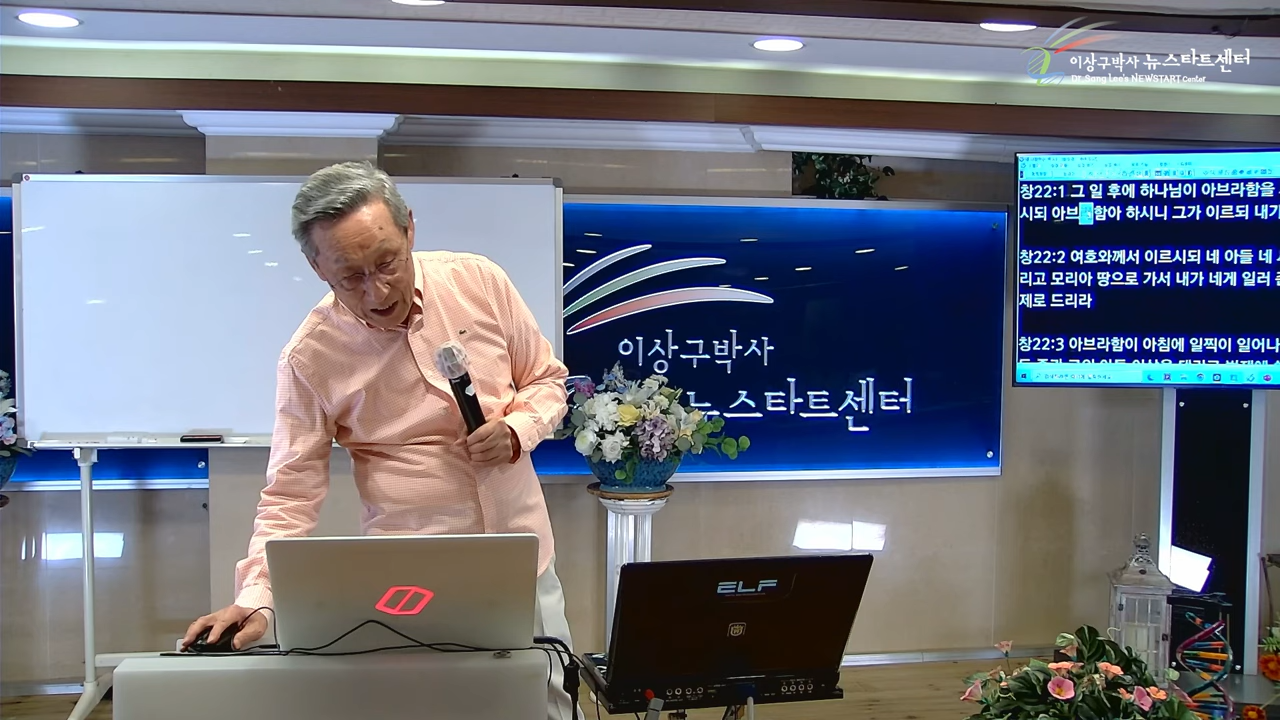 이상구박사 뉴스타트센터
Dr. Sang Lee's NEWSTART Center
창22:1 그 일 후에 하나님이 아브라함을
시되 아브라함아 하시니 그가 이르되 내가
창22:2 여호와께서 이르시되 네 아들 네
리고 모리아 땅으로 가서 내가 네게 일러
제로 드리라
창22:3 아브라함이 아침에 일찍이 일어나
이상구박사
뉴스타트센터
ELF